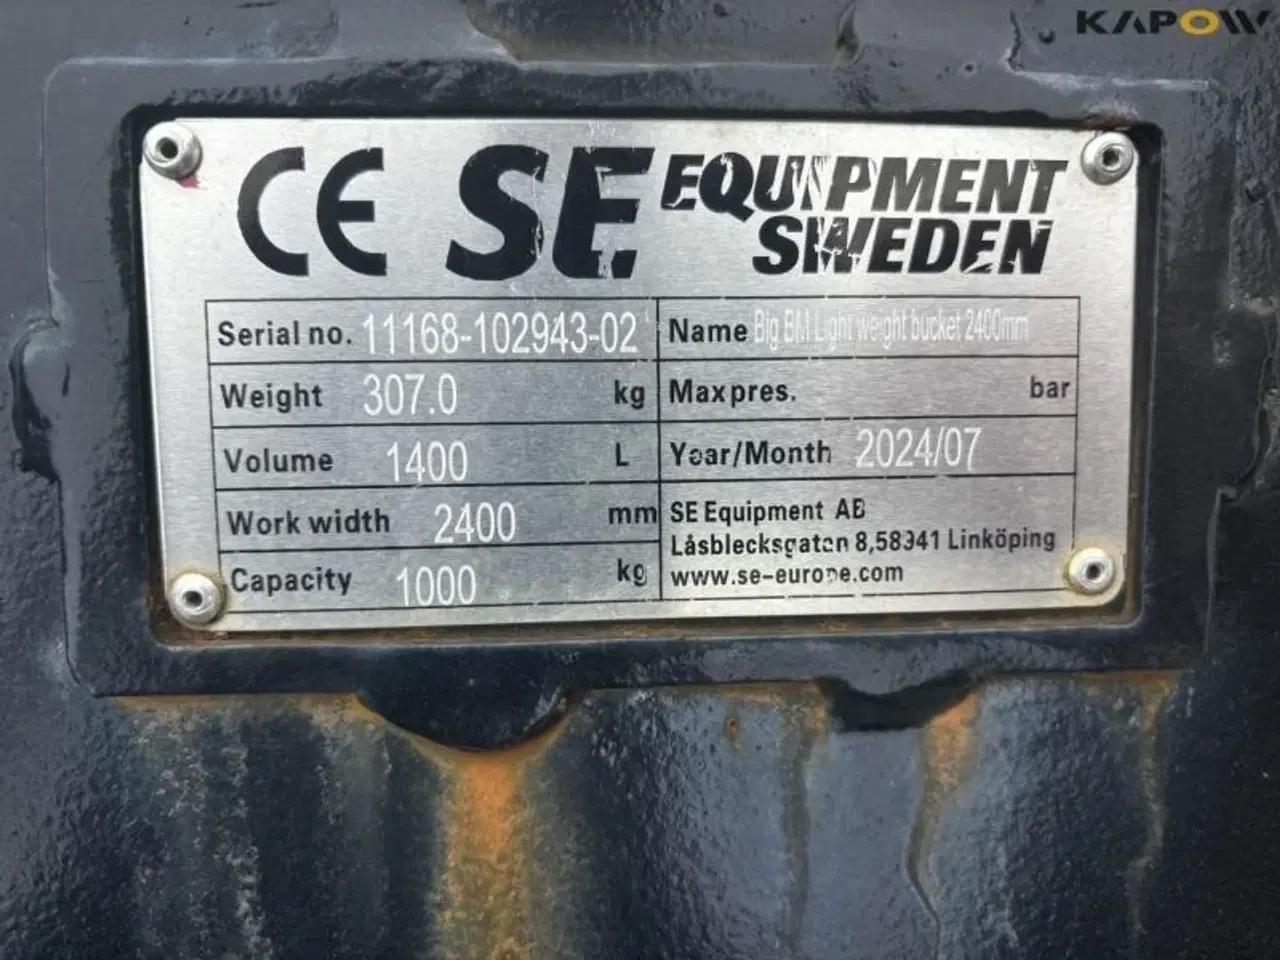 KAPOW
CE SE EQUIPMENT
SWEDEN
Serial no. 11168-102943-02
Name Big BM Light weight bucket 2400mm
Weight 307.0 kg
Max pres. bar
Volume 1400 L
Year/Month 2024/07
Work width 2400 mm
Capacity 1000 kg
SE Equipment AB
Låsblecksgatan 8,58941 Linköping
www.se-europe.com